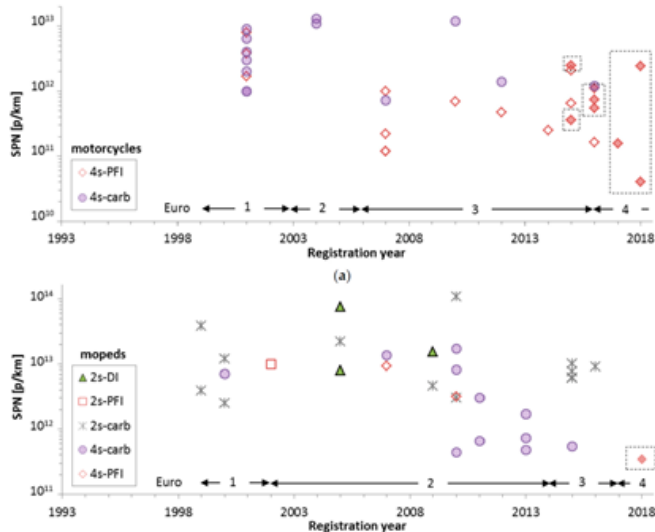 10¹³
10¹²
10¹¹
10¹⁰
SPN [p/km]
motorcycles
4s-PFI
4s-carb
Euro 1 2 3 4
1993 1998 2003 2008 2013 2018
Registration year
(a)
10¹⁴
10¹³
10¹²
10¹¹
SPN [p/km]
mopeds
2s-DI
2s-PFI
2s-carb
4s-carb
4s-PFI
Euro 1 2 3 4
1993 1998 2003 2008 2013 2018
Registration year